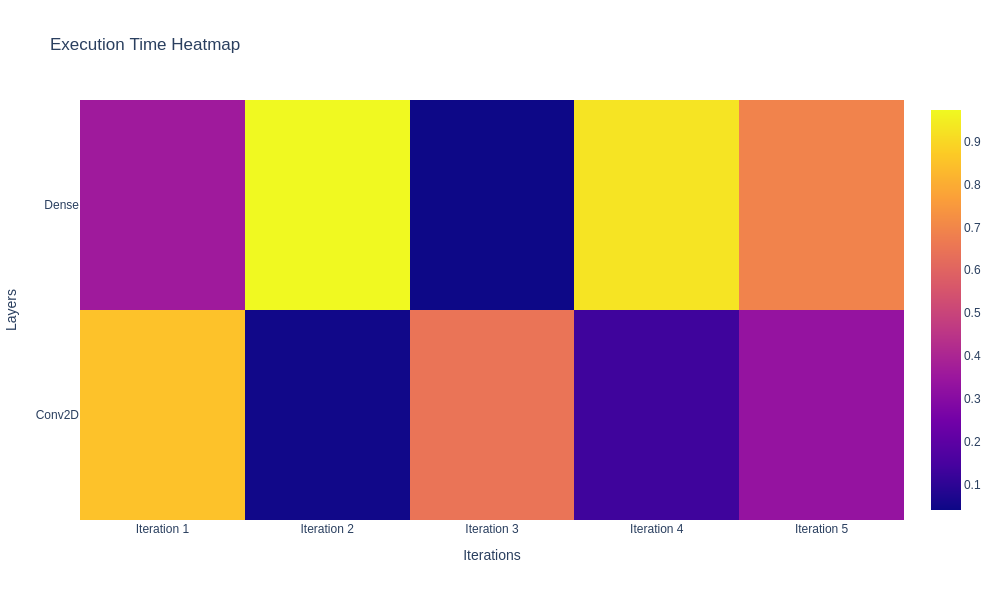 Execution Time Heatmap
Layers
Dense
Conv2D
Iteration 1
Iteration 2
Iteration 3
Iteration 4
Iteration 5
Iterations
0.9
0.8
0.7
0.6
0.5
0.4
0.3
0.2
0.1